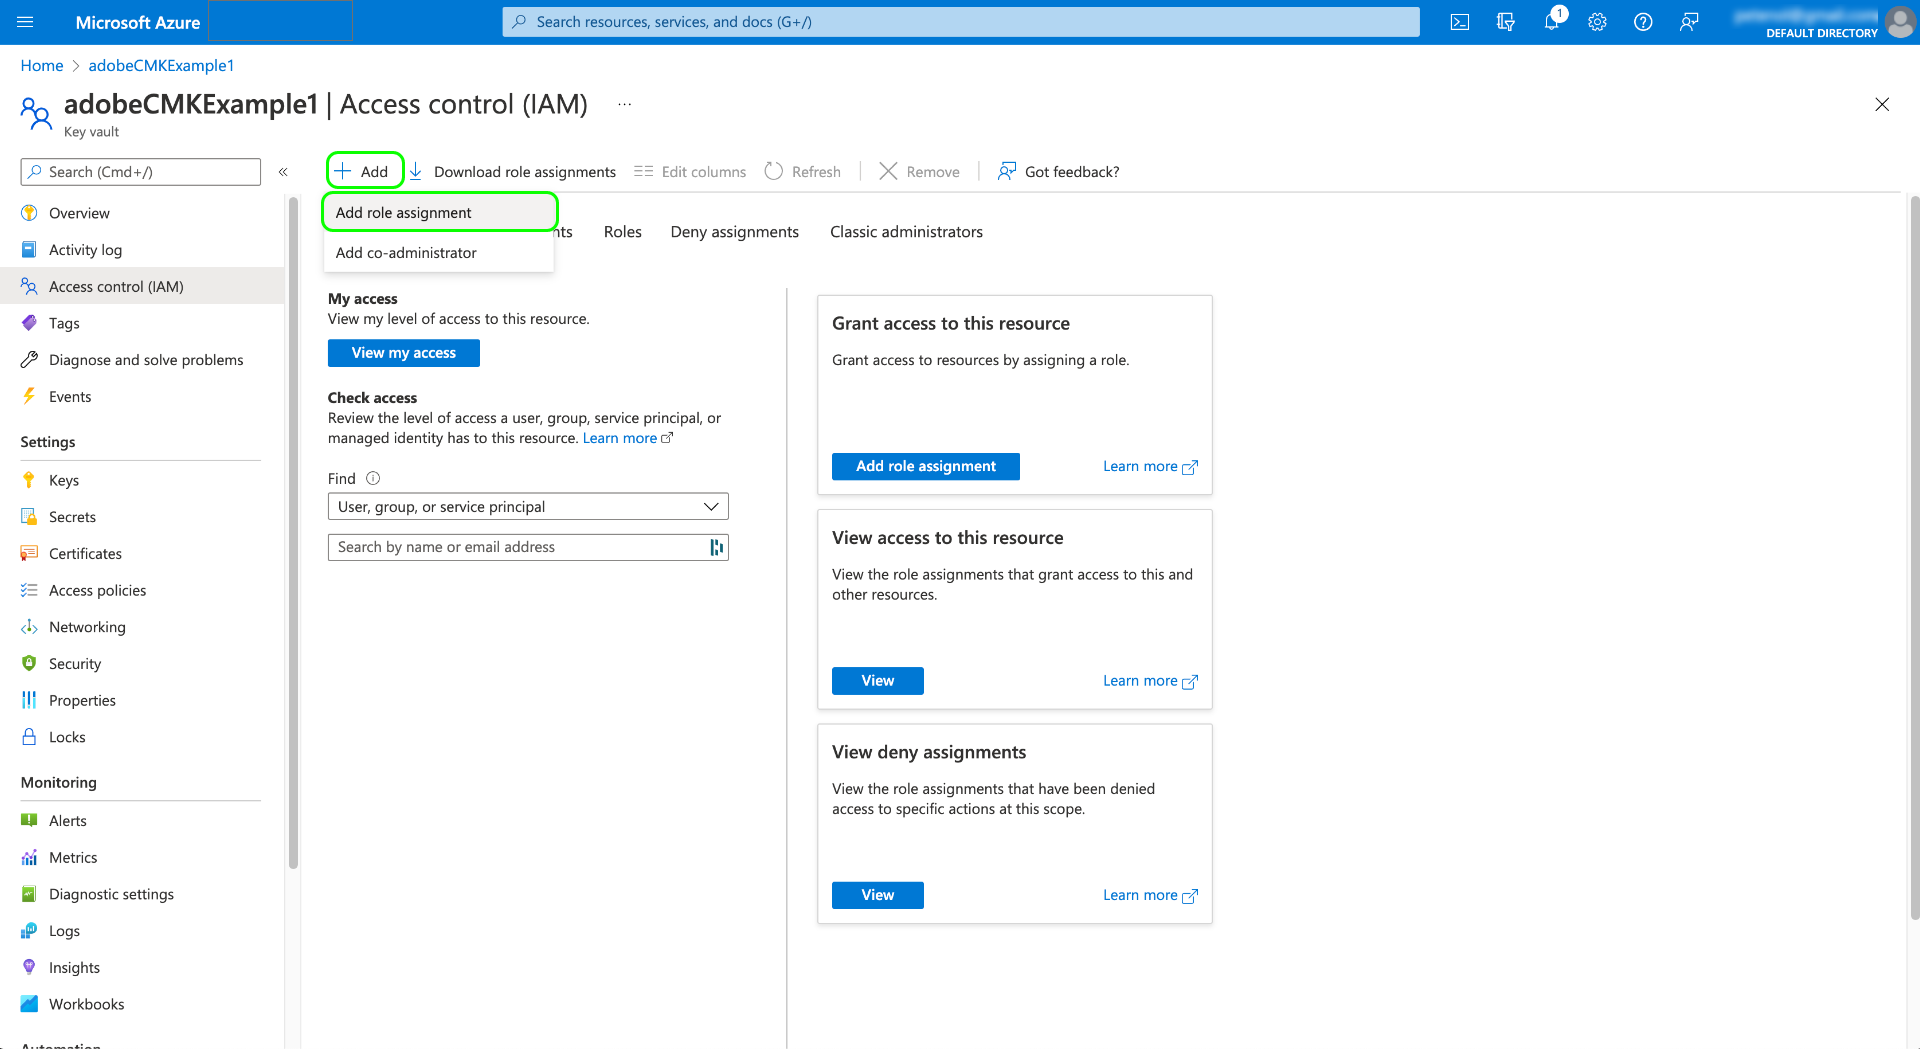 Microsoft Azure
Search resources, services, and docs (G+/)
1
DEFAULT DIRECTORY
Home > adobeCMKExample1
adobeCMKExample1 | Access control (IAM) ...
Key vault
Search (Cmd+/)
«
Add
Download role assignments
Edit columns
Refresh
Remove
Got feedback?
Add role assignment
Add co-administrator
Roles
Deny assignments
Classic administrators
Overview
Activity log
Access control (IAM)
Tags
Diagnose and solve problems
Events
Settings
Keys
Secrets
Certificates
Access policies
Networking
Security
Properties
Locks
Monitoring
Alerts
Metrics
Diagnostic settings
Logs
Insights
Workbooks
Automation
My access
View my level of access to this resource.
View my access
Check access
Review the level of access a user, group, service principal, or
managed identity has to this resource. Learn more
Find
User, group, or service principal
Search by name or email address
Grant access to this resource
Grant access to resources by assigning a role.
Add role assignment
Learn more
View access to this resource
View the role assignments that grant access to this and
other resources.
View
Learn more
View deny assignments
View the role assignments that have been denied
access to specific actions at this scope.
View
Learn more